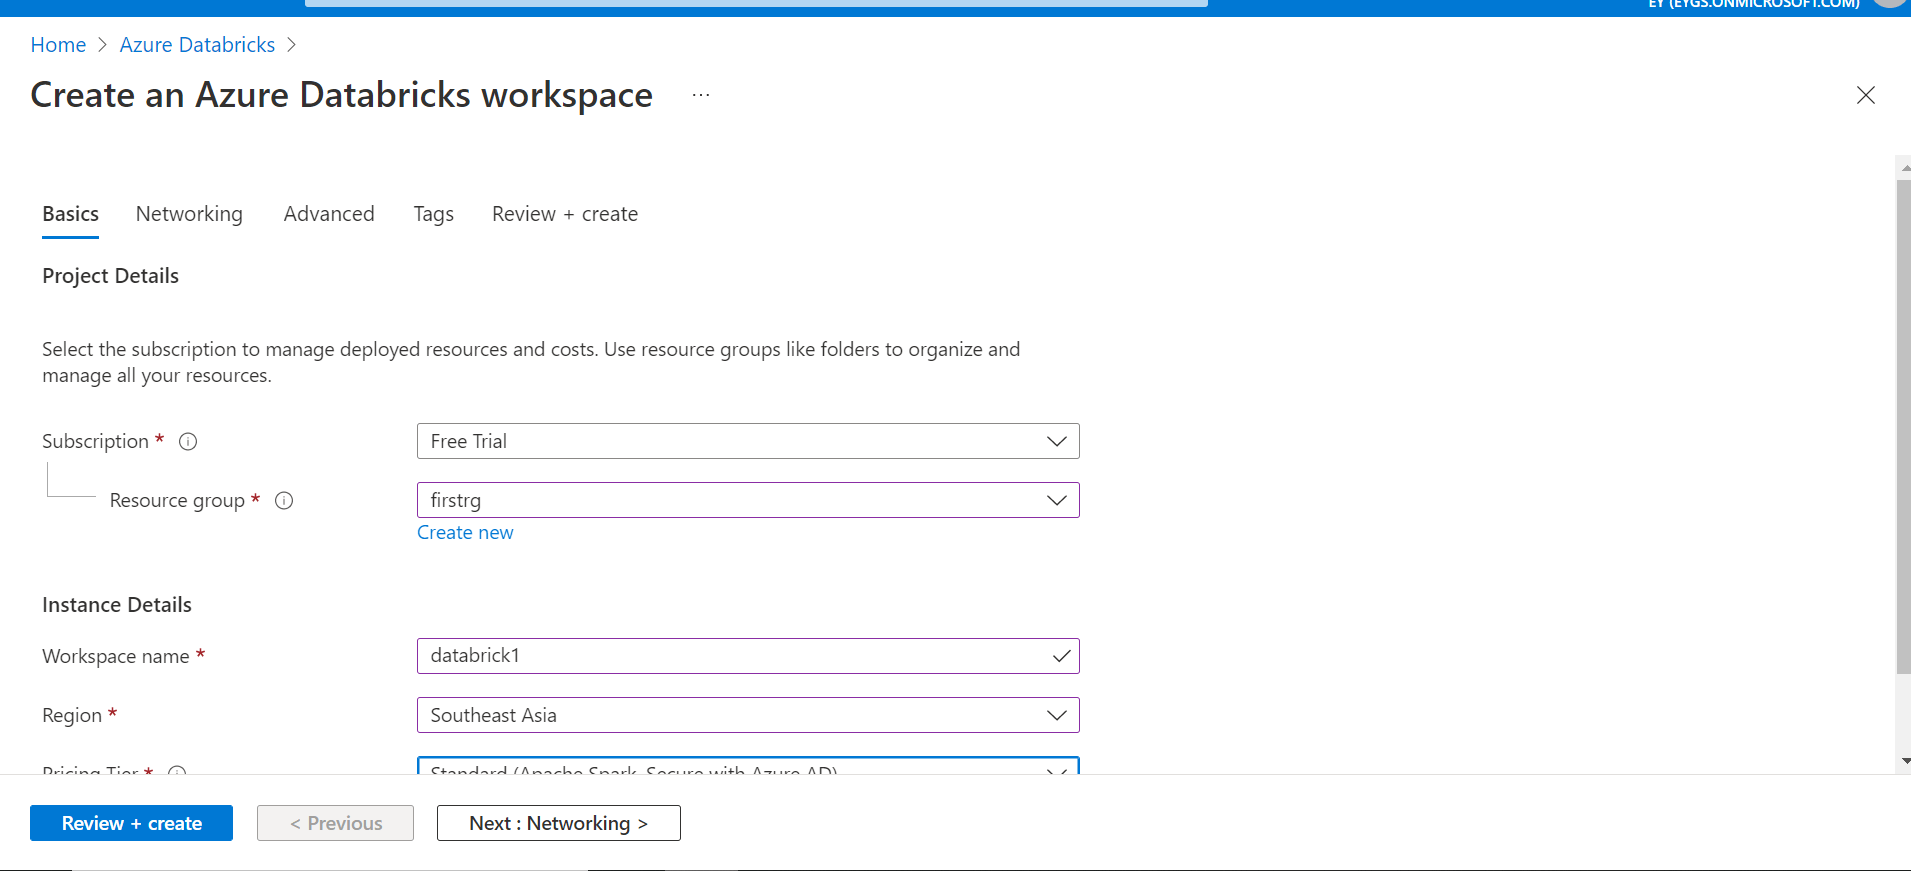 EY (EYGS.ONMICROSOFT.COM)
Home > Azure Databricks >
Create an Azure Databricks workspace ...
Basics Networking Advanced Tags Review + create
Project Details
Select the subscription to manage deployed resources and costs. Use resource groups like folders to organize and
manage all your resources.
Subscription * Free Trial
Resource group * firstrg
Create new
Instance Details
Workspace name * databrick1
Region * Southeast Asia
Pricing Tier * Standard (Apache Spark, Secure with Azure AD)
Review + create < Previous Next : Networking >